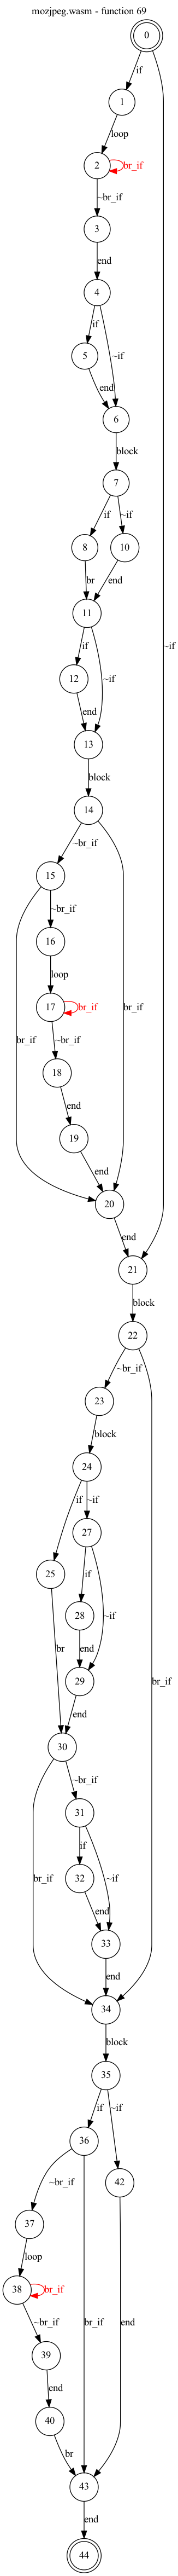 mozjpeg.wasm - function 69
0
if
1
loop
2
br_if
~br_if
3
end
4
if
5
~if
end
6
block
7
if
~if
8
10
br
end
11
if
12
~if
end
13
block
14
~br_if
15
~br_if
16
br_if
br_if
loop
17
br_if
~br_if
18
end
19
end
20
~if
end
21
block
22
~br_if
23
block
24
if
~if
27
25
if
28
~if
br
end
29
end
30
br_if
~br_if
br_if
31
if
32
~if
end
33
end
34
block
35
if
~if
36
42
~br_if
37
br_if
loop
38
br_if
~br_if
39
end
end
40
br
43
end
44